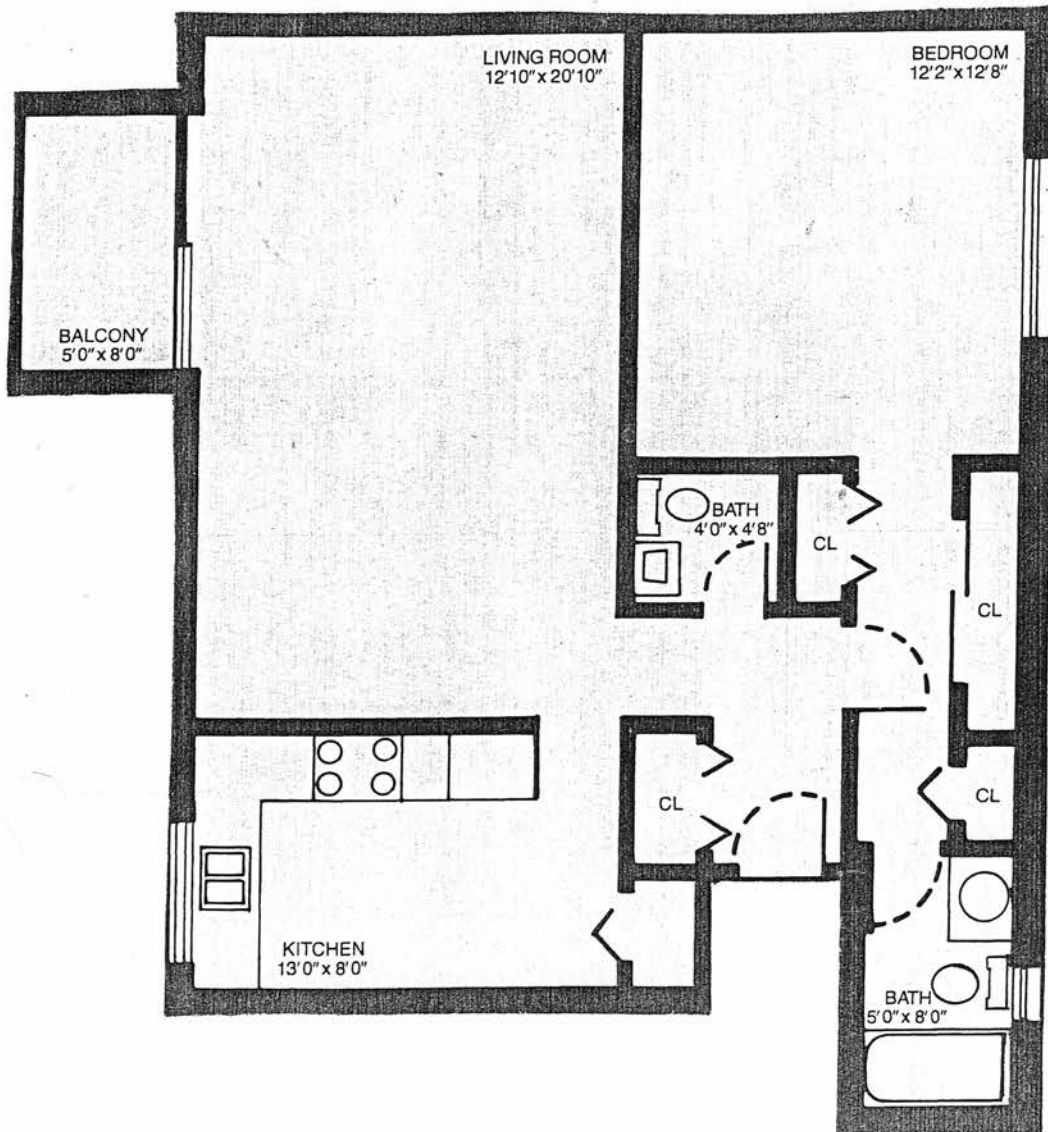 LIVING ROOM
12'10" x 20'10"
BEDROOM
12'2" x 12'8"
BALCONY
5'0" x 8'0"
BATH
4'0" x 4'8"
CL
CL
CL
CL
KITCHEN
13'0" x 8'0"
BATH
5'0" x 8'0"